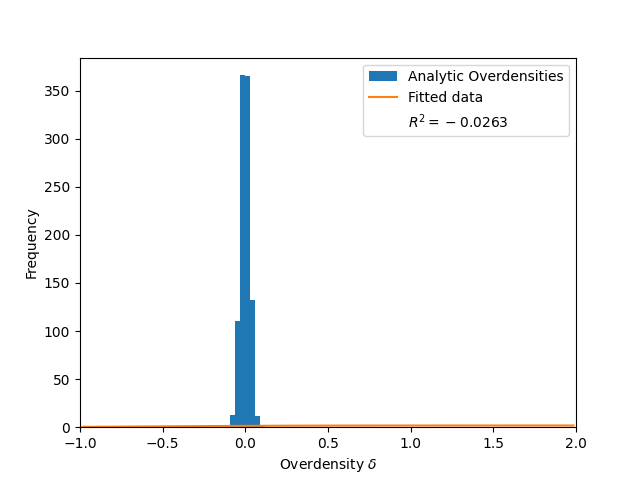 Analytic Overdensities
Fitted data
R² = −0.0263
Frequency
350
300
250
200
150
100
50
0
−1.0 −0.5 0.0 0.5 1.0 1.5 2.0
Overdensity δ